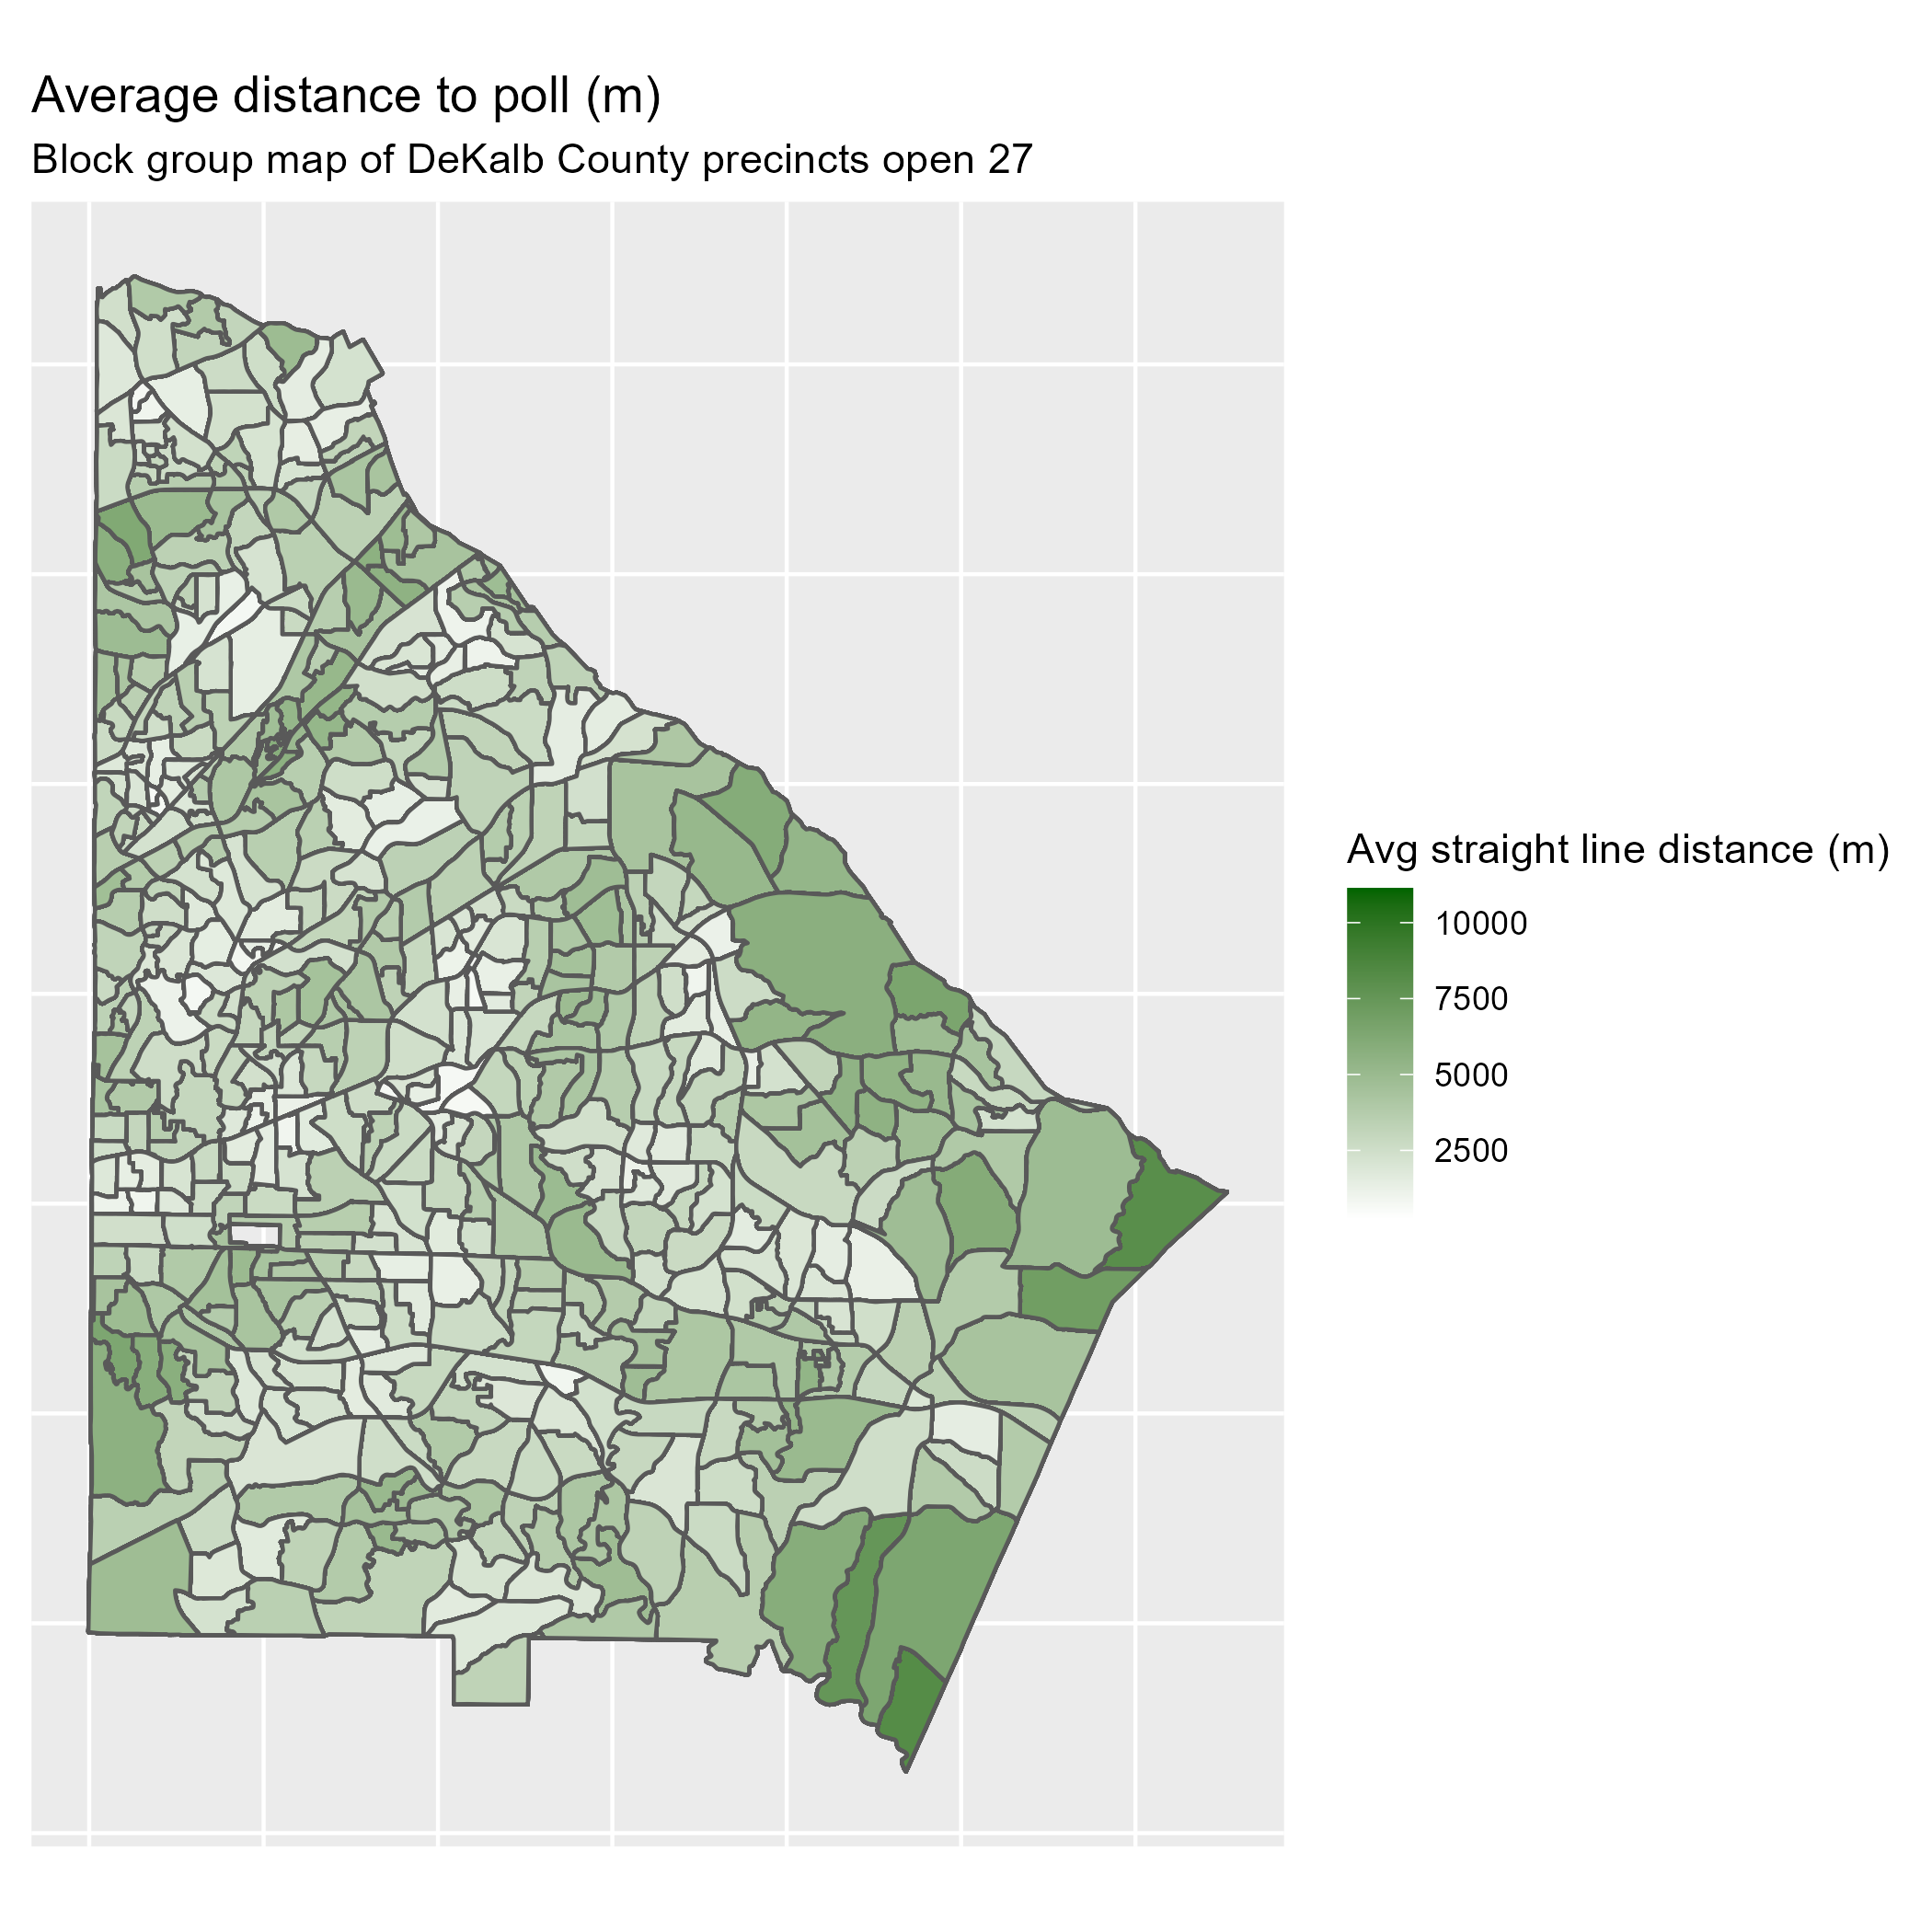 Average distance to poll (m)
Block group map of DeKalb County precincts open 27
Avg straight line distance (m)
10000
7500
5000
2500